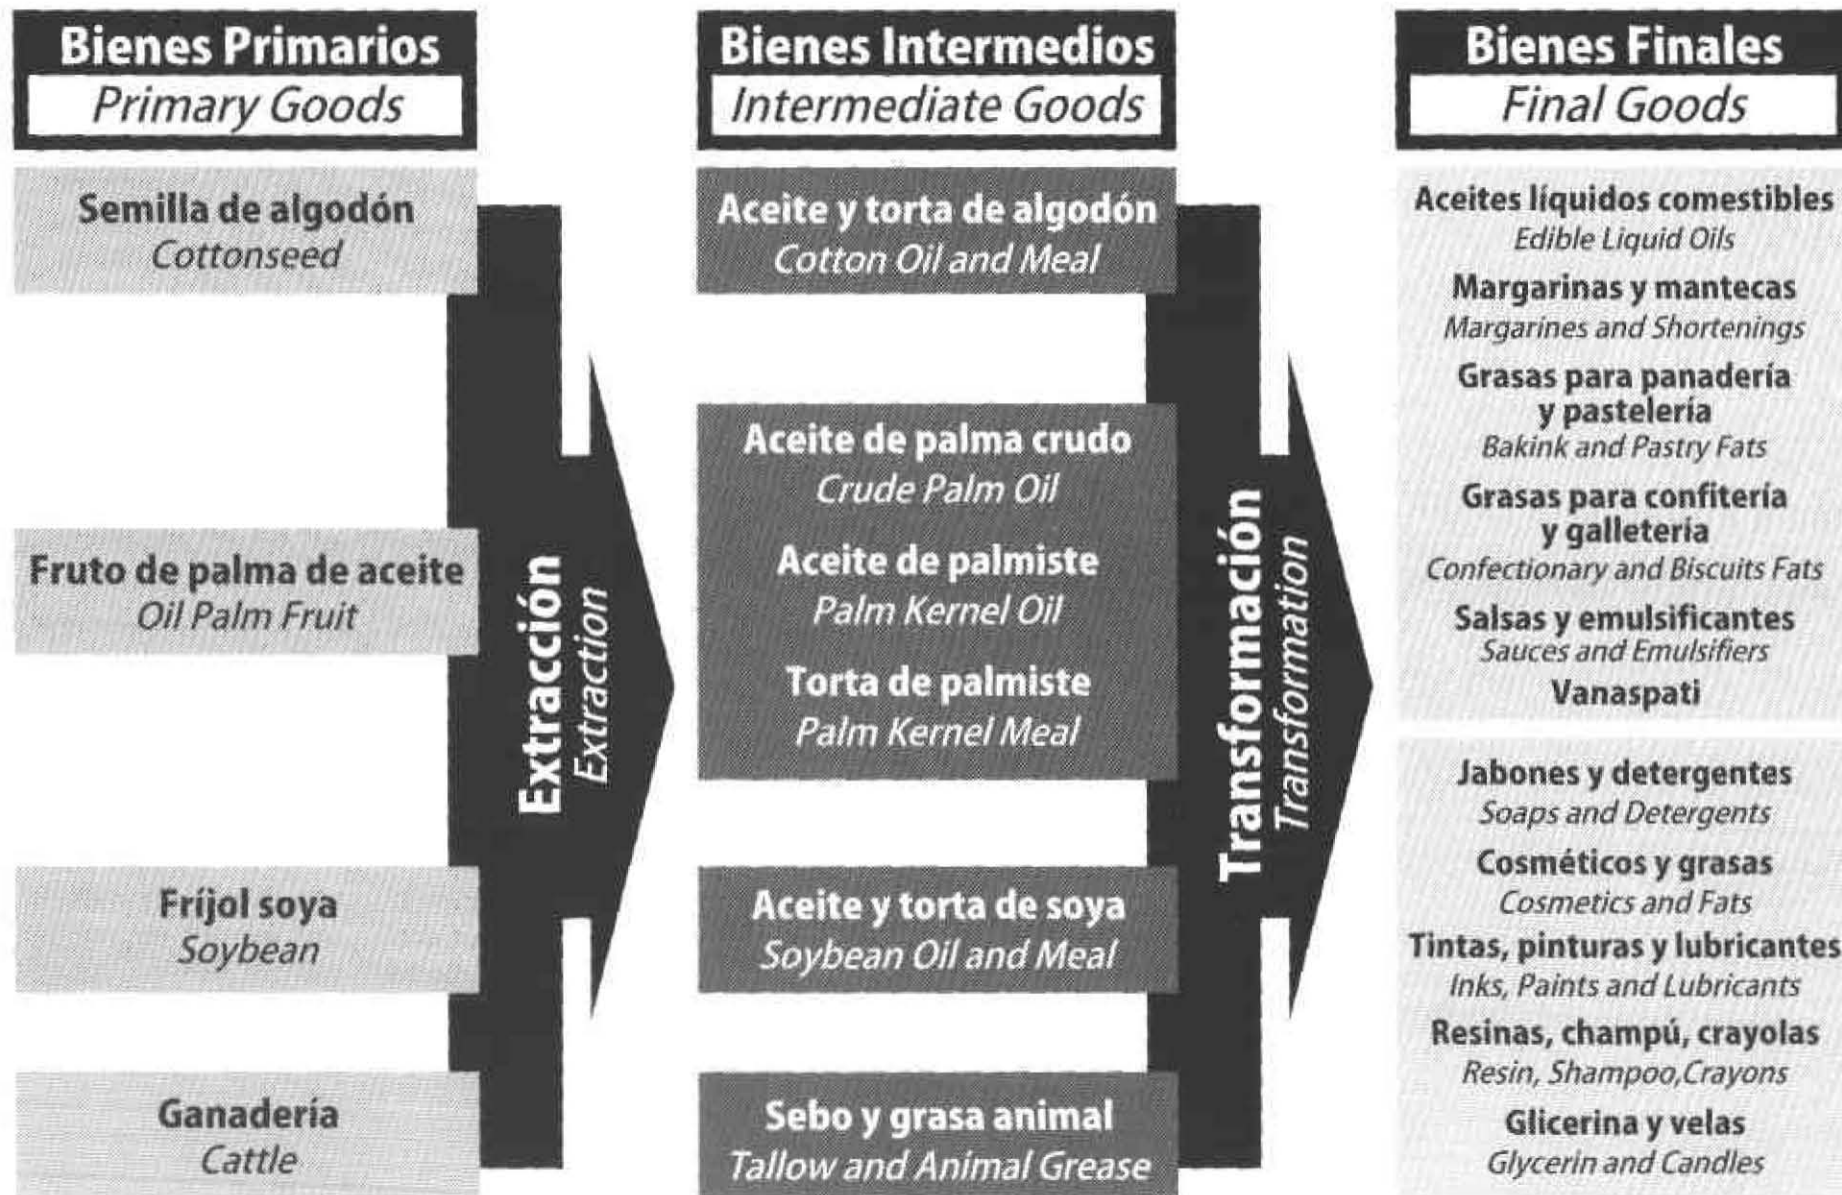 Bienes Primarios
Primary Goods
Semilla de algodón
Cottonseed
Fruto de palma de aceite
Oil Palm Fruit
Fríjol soya
Soybean
Ganadería
Cattle
Extracción
Extraction
Bienes Intermedios
Intermediate Goods
Aceite y torta de algodón
Cotton Oil and Meal
Aceite de palma crudo
Crude Palm Oil
Aceite de palmiste
Palm Kernel Oil
Torta de palmiste
Palm Kernel Meal
Aceite y torta de soya
Soybean Oil and Meal
Sebo y grasa animal
Tallow and Animal Grease
Transformación
Transformation
Bienes Finales
Final Goods
Aceites líquidos comestibles
Edible Liquid Oils
Margarinas y mantecas
Margarines and Shortenings
Grasas para panadería
y pastelería
Bakink and Pastry Fats
Grasas para confitería
y galletería
Confectionary and Biscuits Fats
Salsas y emulsificantes
Sauces and Emulsifiers
Vanaspati
Jabones y detergentes
Soaps and Detergents
Cosméticos y grasas
Cosmetics and Fats
Tintas, pinturas y lubricantes
Inks, Paints and Lubricants
Resinas, champú, crayolas
Resin, Shampoo,Crayons
Glicerina y velas
Glycerin and Candles